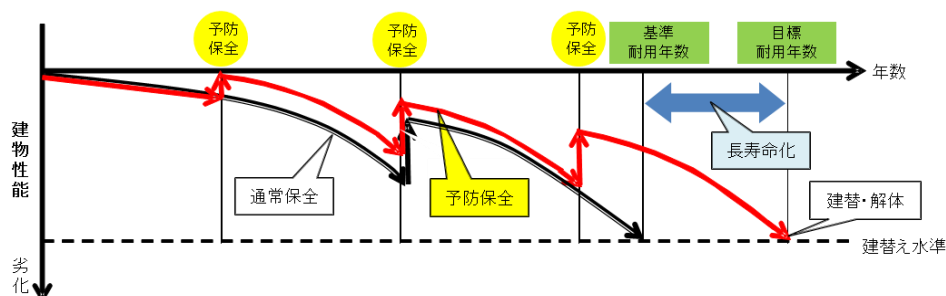 予防
保全
予防
保全
予防
保全
基準
耐用年数
目標
耐用年数
年数
長寿命化
建物性能
通常保全
予防保全
建替・解体
建替え水準
劣化